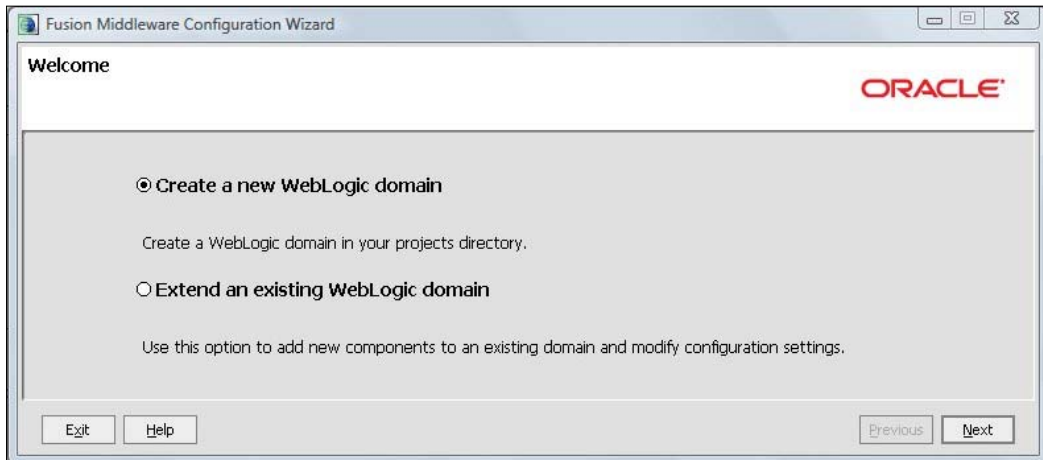 Fusion Middleware Configuration Wizard
Welcome
ORACLE
Create a new WebLogic domain
Create a WebLogic domain in your projects directory.
Extend an existing WebLogic domain
Use this option to add new components to an existing domain and modify configuration settings.
Exit Help Previous Next